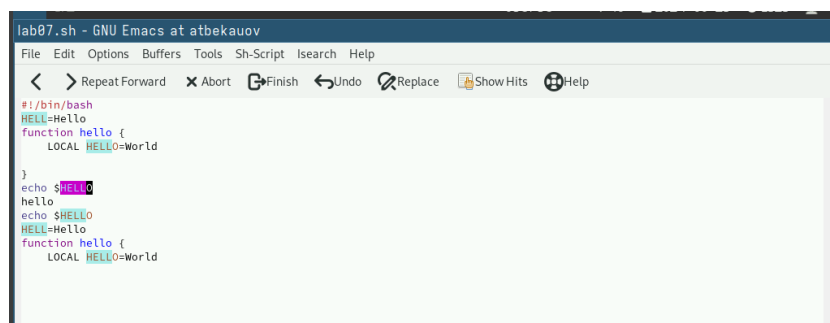 lab07.sh - GNU Emacs at atbekauov
File Edit Options Buffers Tools Sh-Script Isearch Help
Repeat Forward Abort Finish Undo Replace Show Hits Help
#!/bin/bash
HELL=Hello
function hello {
LOCAL HELLO=World
}
echo $HELLO
hello
echo $HELLO
HELL=Hello
function hello {
LOCAL HELLO=World